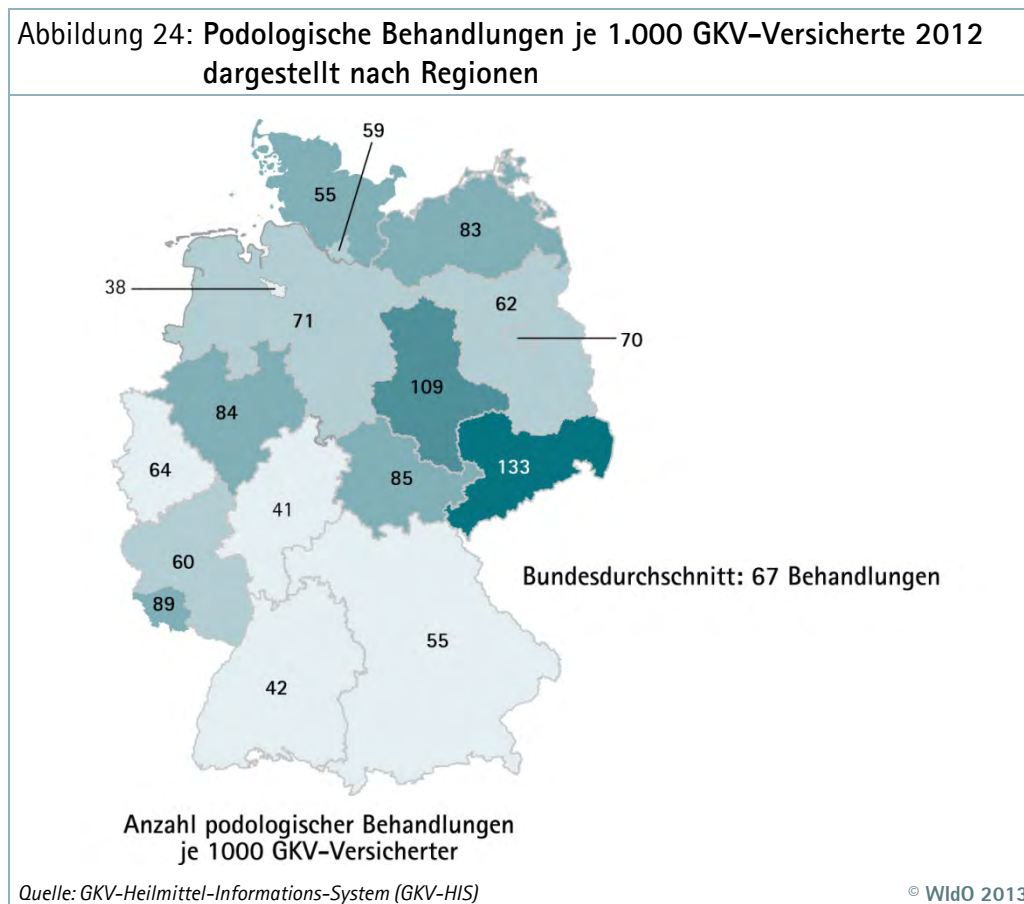 Abbildung 24: Podologische Behandlungen je 1.000 GKV-Versicherte 2012
dargestellt nach Regionen
59
55
83
38
62
71
70
109
84
133
64
85
41
60
Bundesdurchschnitt: 67 Behandlungen
89
55
42
Anzahl podologischer Behandlungen
je 1000 GKV-Versicherter
Quelle: GKV-Heilmittel-Informations-System (GKV-HIS)
© WIdO 2013